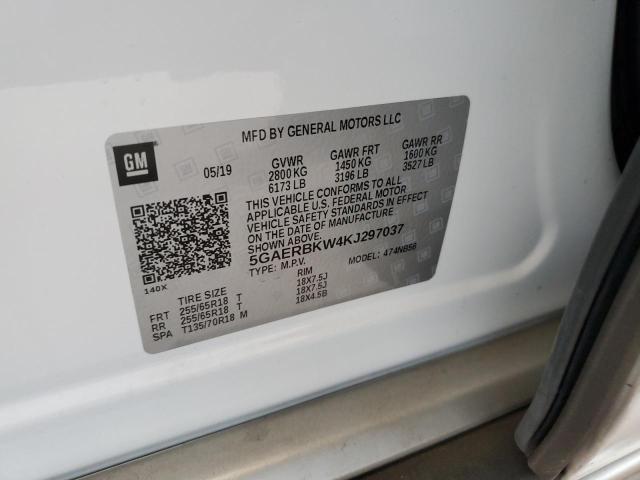 MFD BY GENERAL MOTORS LLC
GM
05/19
GVWR GAWR FRT GAWR RR
2800 KG 1450 KG 1600 KG
6173 LB 3196 LB 3527 LB
THIS VEHICLE CONFORMS TO ALL
APPLICABLE U.S. FEDERAL MOTOR
VEHICLE SAFETY STANDARDS IN EFFECT
ON THE DATE OF MANUFACTURE
5GAERBKW4KJ297037
TYPE: M.P.V. MODEL: 474NB56
140X
TIRE SIZE RIM
FRT 255/65R18 T 18X7.5J
RR 255/65R18 T 18X7.5J
SPA T135/70R18 M 18X4.5B